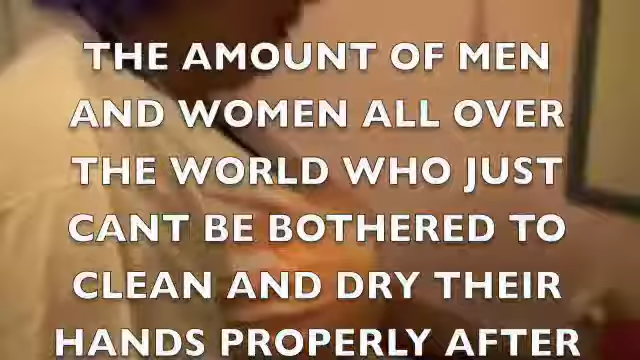 THE AMOUNT OF MEN
AND WOMEN ALL OVER
THE WORLD WHO JUST
CANT BE BOTHERED TO
CLEAN AND DRY THEIR
HANDS PROPERLY AFTER